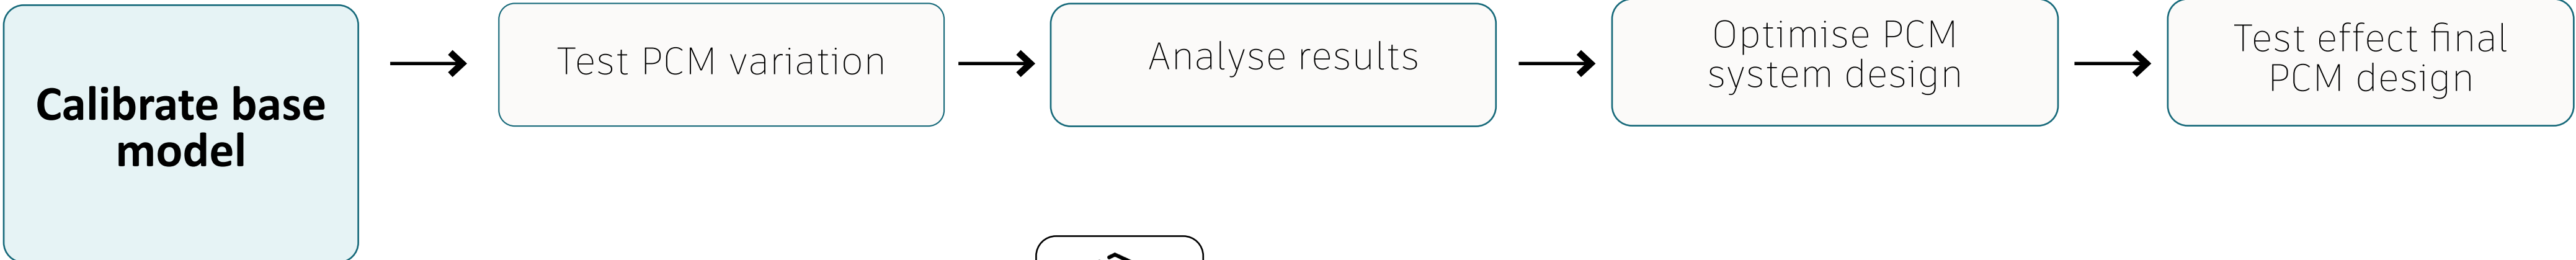 Calibrate base
model
Test PCM variation
Analyse results
Optimise PCM
system design
Test effect final
PCM design